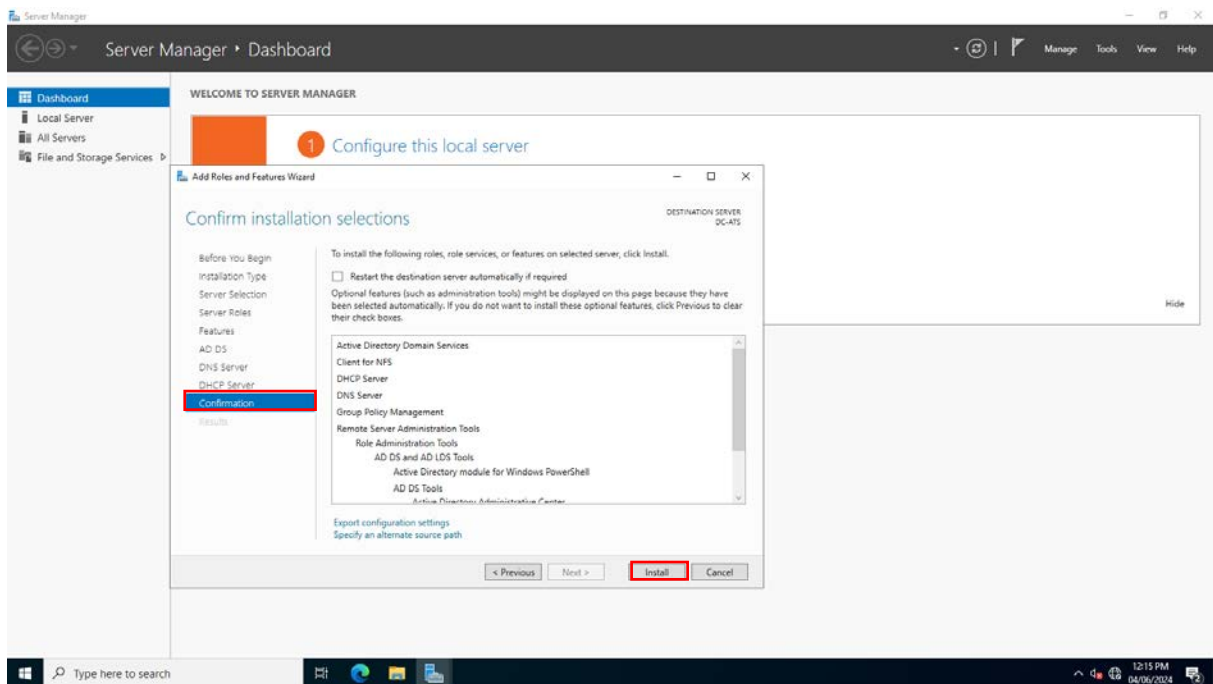 Server Manager
Server Manager • Dashboard
Manage Tools View Help
Dashboard
Local Server
All Servers
File and Storage Services
WELCOME TO SERVER MANAGER
1 Configure this local server
Hide
Add Roles and Features Wizard
Confirm installation selections
DESTINATION SERVER
DC-ATS
Before You Begin
Installation Type
Server Selection
Server Roles
Features
AD DS
DNS Server
DHCP Server
Confirmation
Results
To install the following roles, role services, or features on selected server, click Install.
Restart the destination server automatically if required
Optional features (such as administration tools) might be displayed on this page because they have
been selected automatically. If you do not want to install these optional features, click Previous to clear
their check boxes.
Active Directory Domain Services
Client for NFS
DHCP Server
DNS Server
Group Policy Management
Remote Server Administration Tools
Role Administration Tools
AD DS and AD LDS Tools
Active Directory module for Windows PowerShell
AD DS Tools
Active Directory Administrative Center
Export configuration settings
Specify an alternate source path
< Previous Next > Install Cancel
Type here to search
12:15 PM
04/06/2024
2